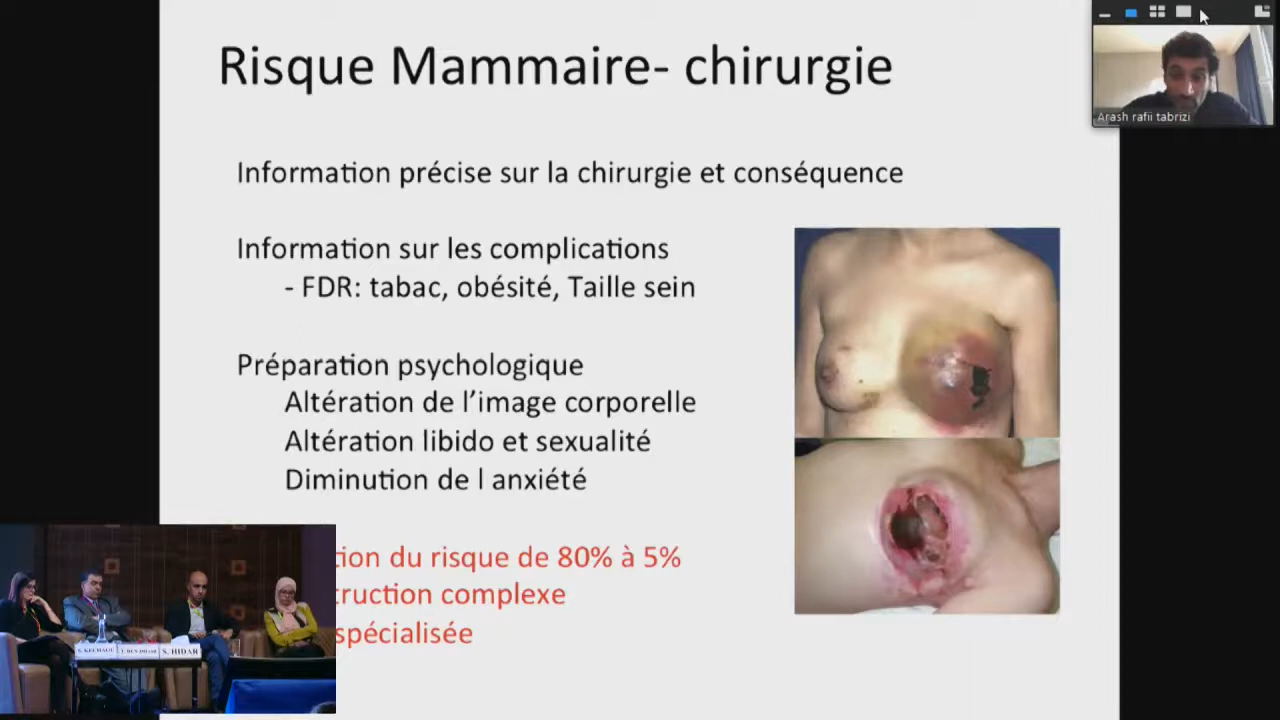 Risque Mammaire- chirurgie
Arash rafii tabrizi
Information précise sur la chirurgie et conséquence
Information sur les complications
- FDR: tabac, obésité, Taille sein
Préparation psychologique
Altération de l'image corporelle
Altération libido et sexualité
Diminution de l anxiété
tion du risque de 80% à 5%
truction complexe
spécialisée
S. HIDAR